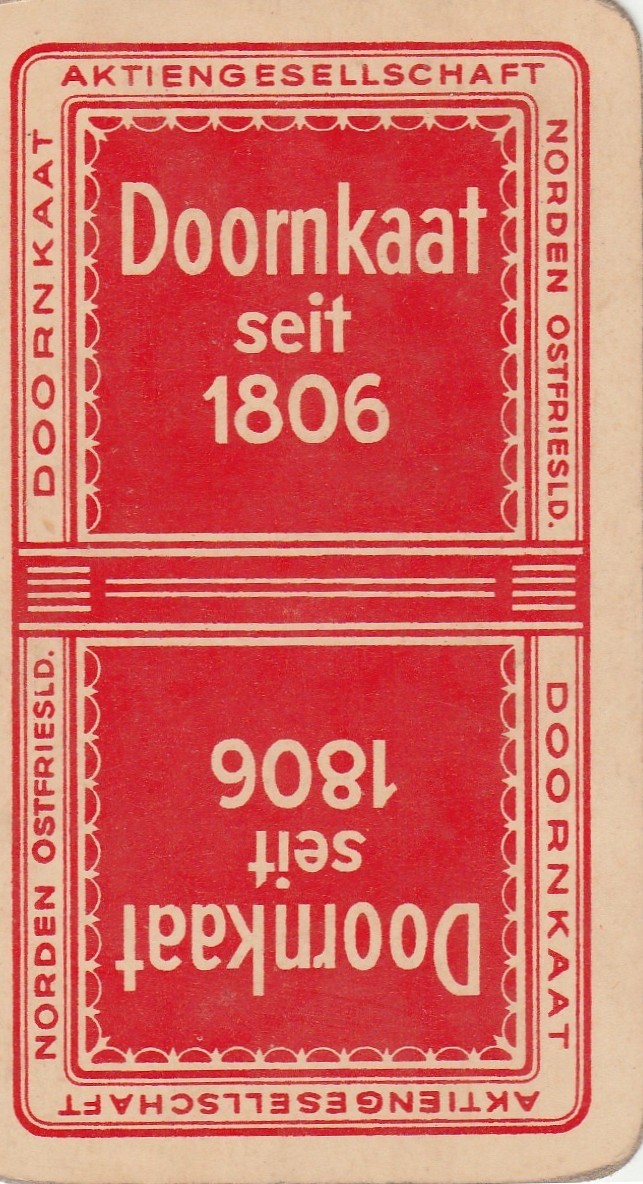 AKTIENGESELLSCHAFT
DOORNKAAT
NORDEN OSTFRIESLD.
Doornkaat
seit
1806
NORDEN OSTFRIESLD.
DOORNKAAT
Doornkaat
seit
1806
AKTIENGESELLSCHAFT